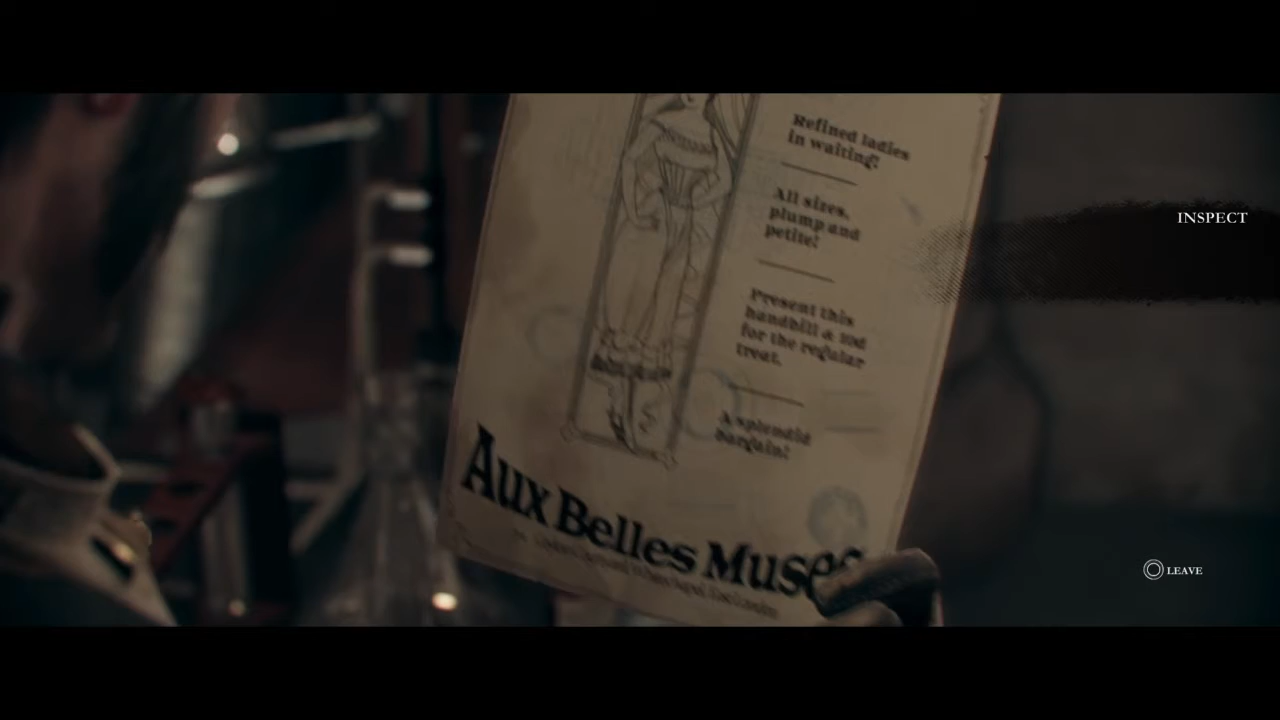 Refined ladies
in waiting!
All sizes,
plump and
petite!
Present this
handbill & 10d
for the regular
treat.
A splendid
bargain!
Aux Belles Muses
INSPECT
LEAVE